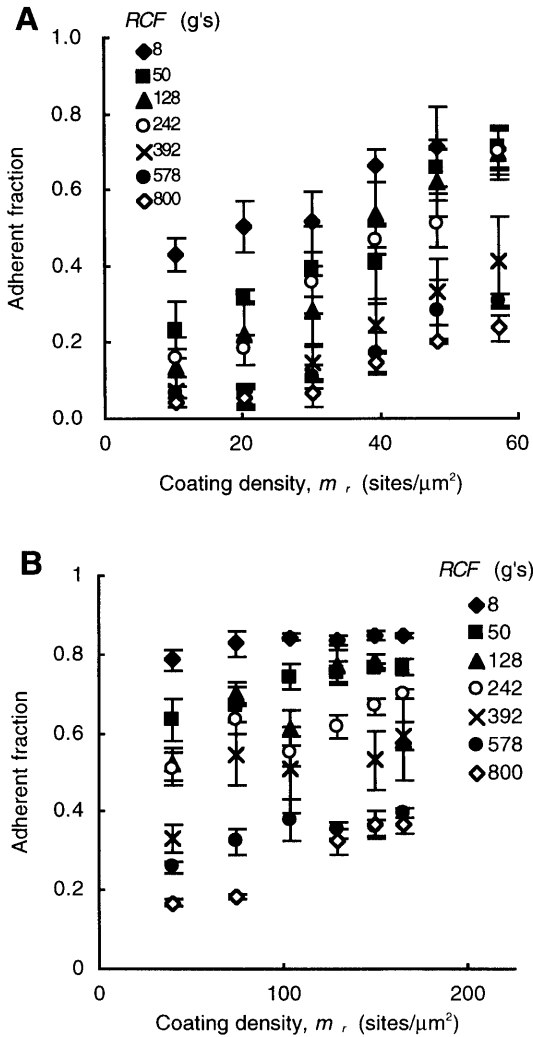 A
RCF (g's)
8
50
128
242
392
578
800
1.0
0.8
0.6
0.4
0.2
0.0
Adherent fraction
0 20 40 60
Coating density, m r (sites/μm²)
B
RCF (g's)
8
50
128
242
392
578
800
1
0.8
0.6
0.4
0.2
0
Adherent fraction
0 100 200
Coating density, m r (sites/μm²)